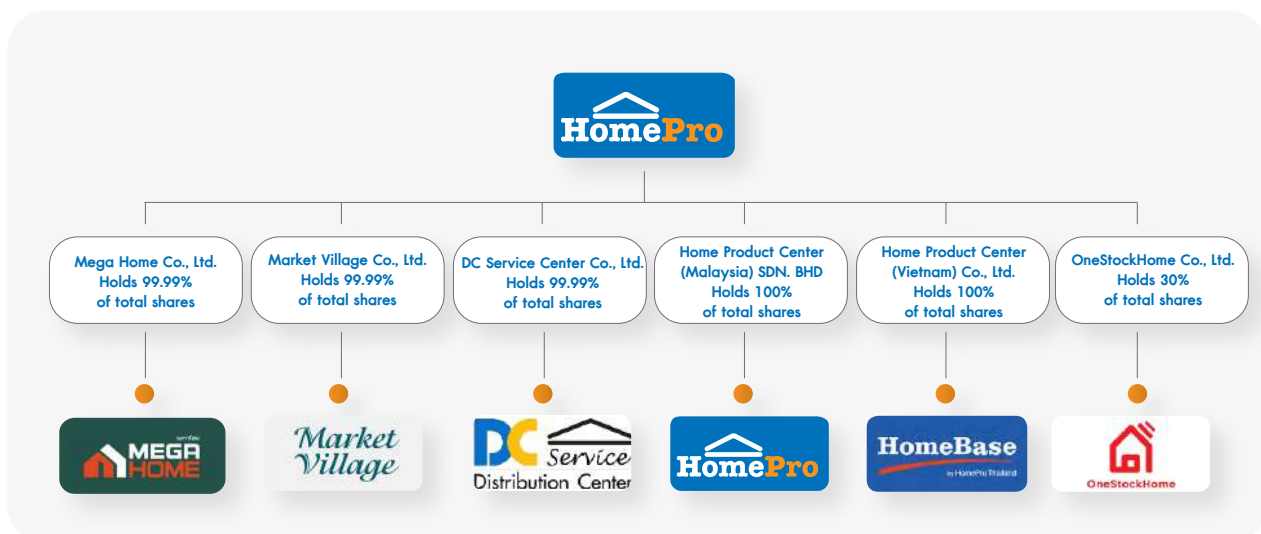 HomePro
Mega Home Co., Ltd.
Holds 99.99%
of total shares
Market Village Co., Ltd.
Holds 99.99%
of total shares
DC Service Center Co., Ltd.
Holds 99.99%
of total shares
Home Product Center
(Malaysia) SDN. BHD
Holds 100%
of total shares
Home Product Center
(Vietnam) Co., Ltd.
Holds 100%
of total shares
OneStockHome Co., Ltd.
Holds 30%
of total shares
MEGA
HOME
Market
Village
DC Service
Distribution Center
HomePro
HomeBase
by HomePro Thailand
OneStockHome